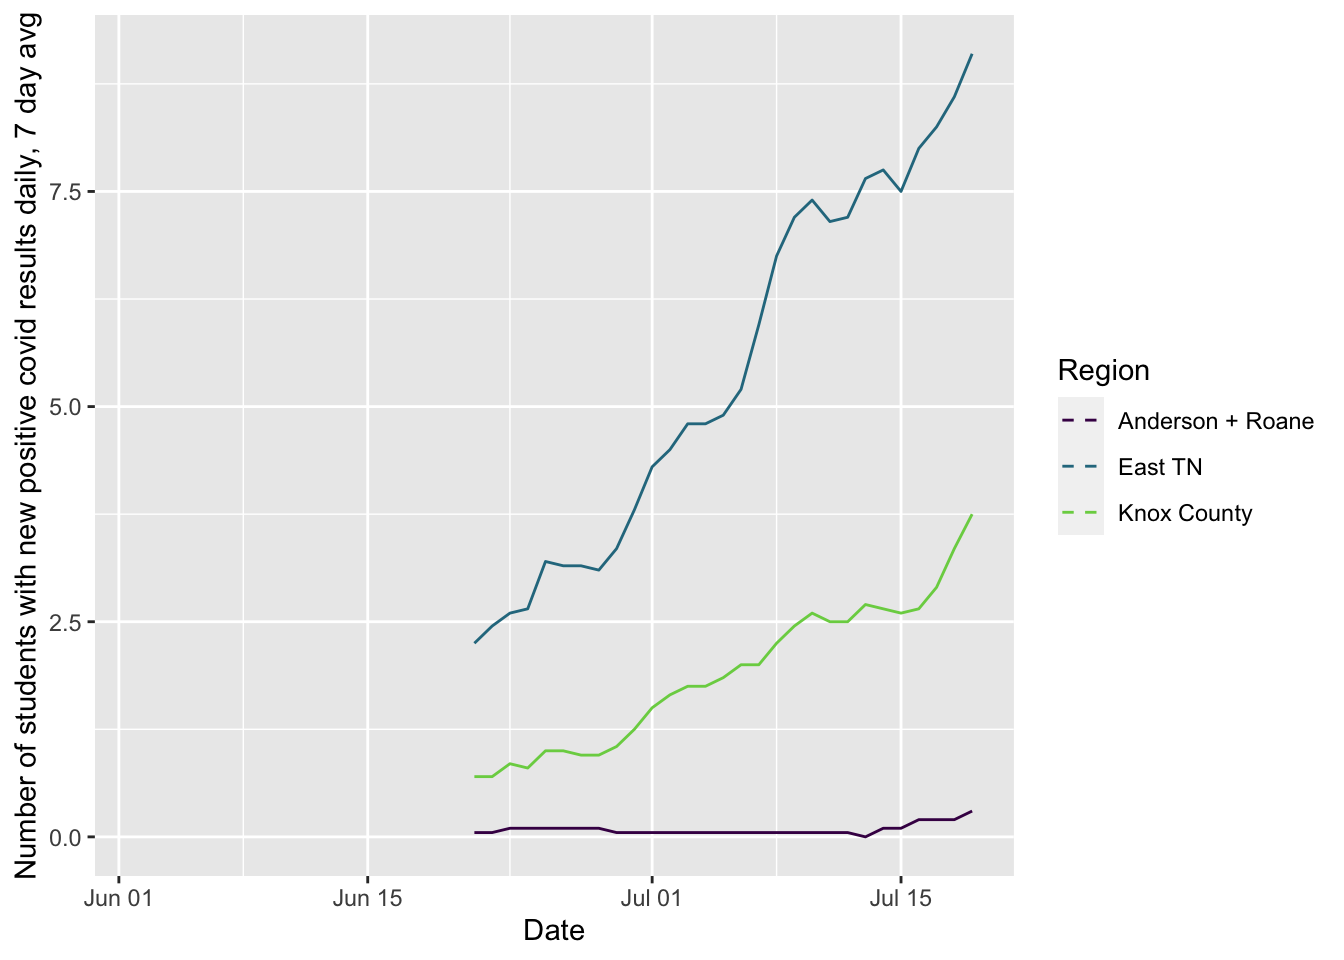 Number of students with new positive covid results daily, 7 day avg
7.5
5.0
2.5
0.0
Jun 01
Jun 15
Jul 01
Jul 15
Date
Region
Anderson + Roane
East TN
Knox County